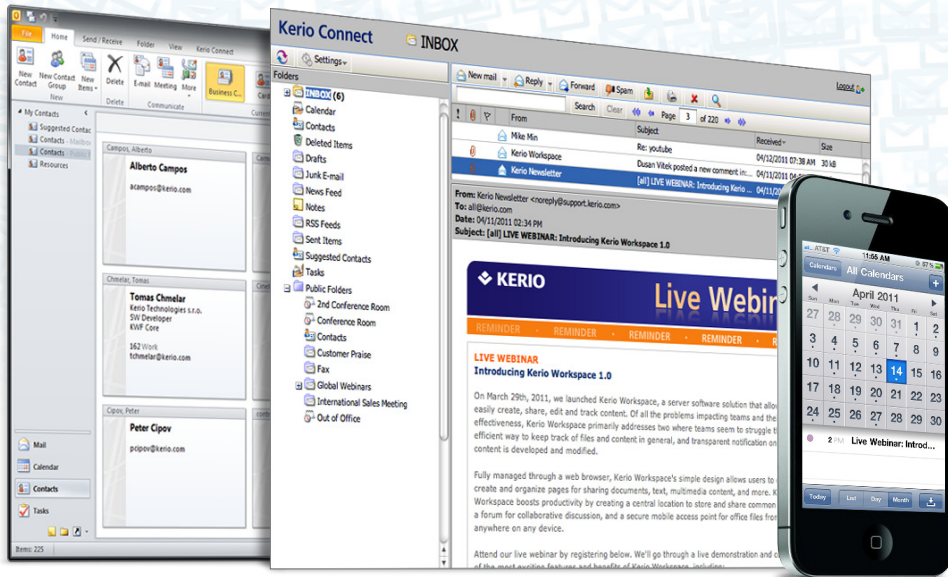 File
Home
Send / Receive
Folder
View
Kerio Connect
New Contact
New Contact Group
New Items
Delete
E-mail
Meeting
More
Business C...
Card
New
Delete
Communicate
Current
My Contacts
Suggested Contac
Contacts - Mailbox
Contacts - Public F
Resources
Campos, Alberto
Alberto Campos
acampos@kerio.com
Chmelar, Tomas
Tomas Chmelar
Kerio Technologies s.r.o.
SW Developer
KWF Core
162 Work
tchmelar@kerio.com
Cipov, Peter
Peter Cipov
pcipov@kerio.com
Mail
Calendar
Contacts
Tasks
Items: 225
Kerio Connect
INBOX
Settings
Folders
INBOX (6)
Calendar
Contacts
Deleted Items
Drafts
Junk E-mail
News Feed
Notes
RSS Feeds
Sent Items
Suggested Contacts
Tasks
Public Folders
2nd Conference Room
Conference Room
Contacts
Customer Praise
Fax
Global Webinars
International Sales Meeting
Out of Office
New mail
Reply
Forward
Spam
Logout
Search
Clear
Page 3 of 220
From
Subject
Received
Size
Mike Min
Re: youtube
04/12/2011 07:38 AM
30 kB
Kerio Workspace
Dusan Vitek posted a new comment in:...
04/11/2011
Kerio Newsletter
[all] LIVE WEBINAR: Introducing Kerio ...
04/11/20
From: Kerio Newsletter <noreply@support.kerio.com>
To: all@kerio.com
Date: 04/11/2011 02:34 PM
Subject: [all] LIVE WEBINAR: Introducing Kerio Workspace 1.0
KERIO
Live Webin
REMINDER · REMINDER · REMINDER · REMINDER · R
LIVE WEBINAR
Introducing Kerio Workspace 1.0
On March 29th, 2011, we launched Kerio Workspace, a server software solution that allo
easily create, share, edit and track content. Of all the problems impacting teams and the
effectiveness, Kerio Workspace primarily addresses two where teams seem to struggle t
efficient way to keep track of files and content in general, and transparent notification on
content is developed and modified.
Fully managed through a web browser, Kerio Workspace's simple design allows users to
create and organize pages for sharing documents, text, multimedia content, and more. K
Workspace boosts productivity by creating a central location to store and share common
a forum for collaborative discussion, and a secure mobile access point for office files from
anywhere on any device.
Attend our live webinar by registering below. We'll go through a live demonstration and
of the most exciting features and benefits of Kerio Workspace, including:
AT&T
11:55 AM
67%
Calendars
All Calendars
+
April 2011
Sun Mon Tue Wed Thu Fri Sat
27 28 29 30 31 1 2
3 4 5 6 7 8 9
10 11 12 13 14 15 16
17 18 19 20 21 22 23
24 25 26 27 28 29 30
2 PM Live Webinar: Introd...
Today
List
Day
Month